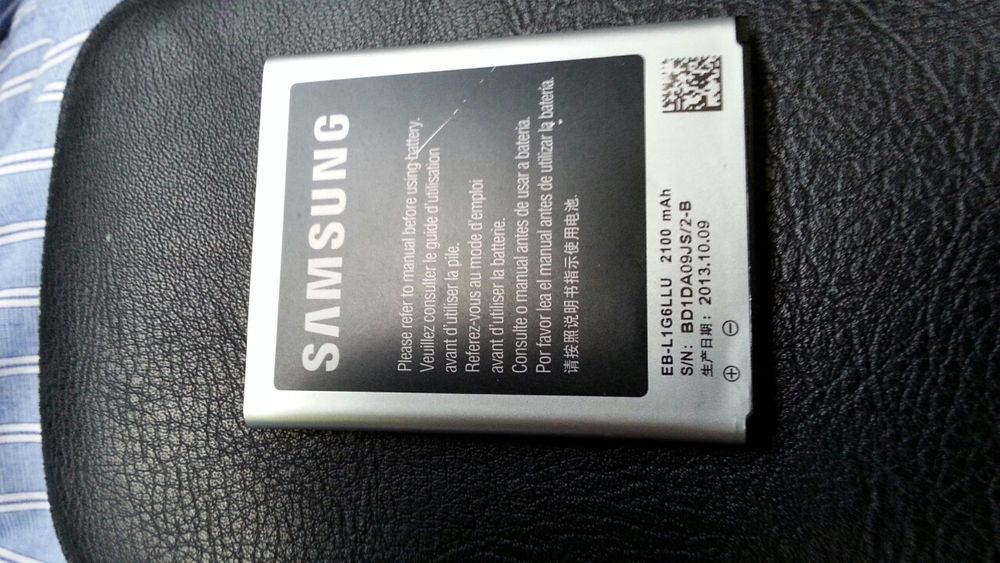 SAMSUNG
Please refer to manual before using battery.
Veuillez consulter le guide d'utilisation
avant d'utiliser la pile.
Referez-vous au mode d'emploi
avant d'utiliser la batterie.
Consulte o manual antes de usar a bateria.
Por favor lea el manual antes de utilizar la batería.
请按照说明书指示使用电池.
EB-L1G6LLU 2100 mAh
S/N: BD1DA09JS/2-B
生产日期: 2013.10.09
⊕ ⊖